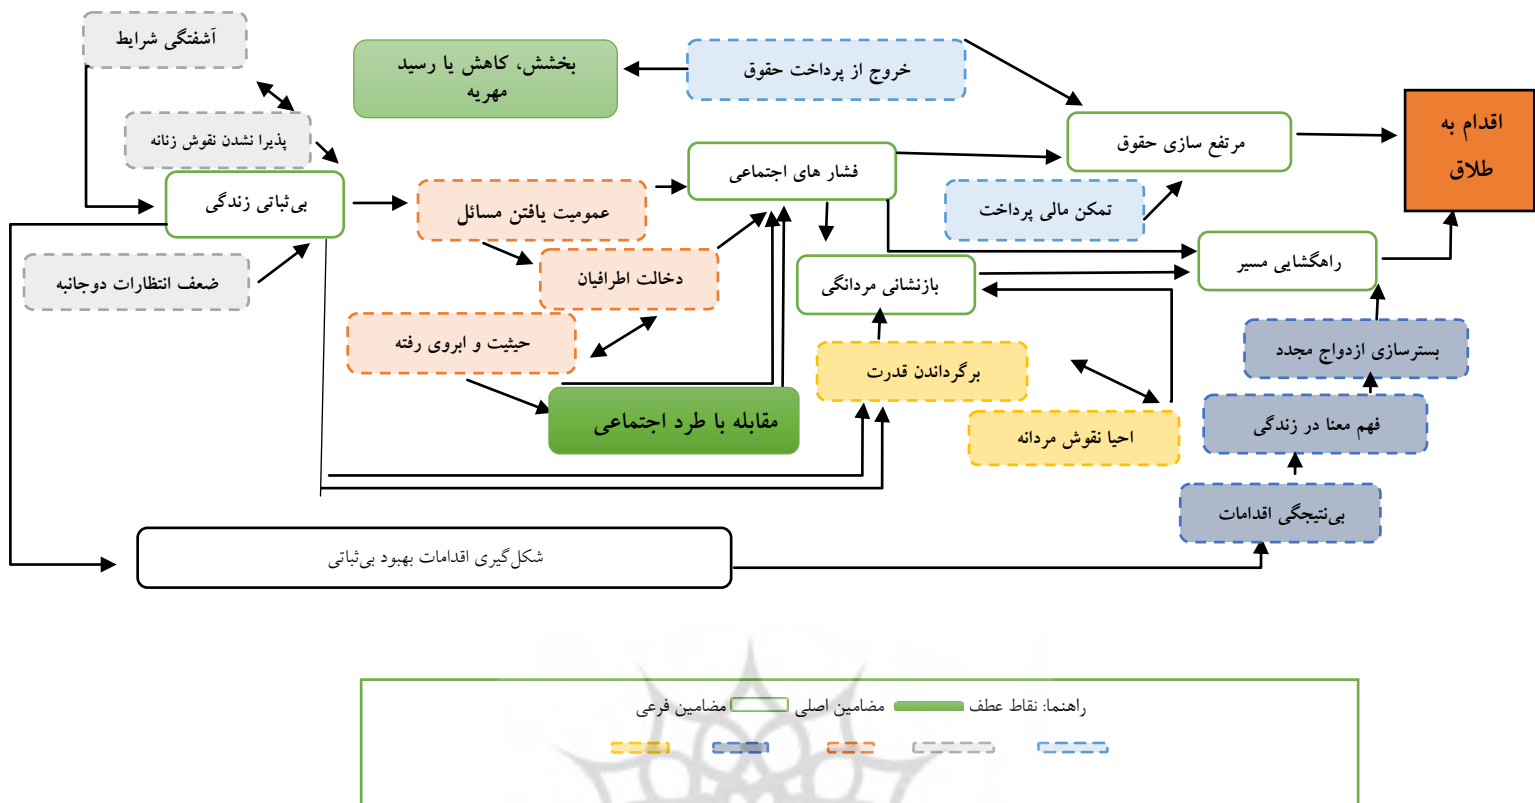 آشفتگی شرایط
بخشش، کاهش یا رسید
مهریه
خروج از پرداخت حقوق
اقدام به
طلاق
پذیرا نشدن نقوش زنانه
مرتفع سازی حقوق
فشار های اجتماعی
بی‌ثباتی زندگی
عمومیت یافتن مسائل
تمکن مالی پرداخت
راهگشایی مسیر
دخالت اطرافیان
بازنشانی مردانگی
ضعف انتظارات دوجانبه
حیثیت و ابروی رفته
برگرداندن قدرت
بسترسازی ازدواج مجدد
مقابله با طرد اجتماعی
احیا نقوش مردانه
فهم معنا در زندگی
بی‌نتیجگی اقدامات
شکل‌گیری اقدامات بهبود بی‌ثباتی
راهنما: نقاط عطف مضامین اصلی مضامین فرعی